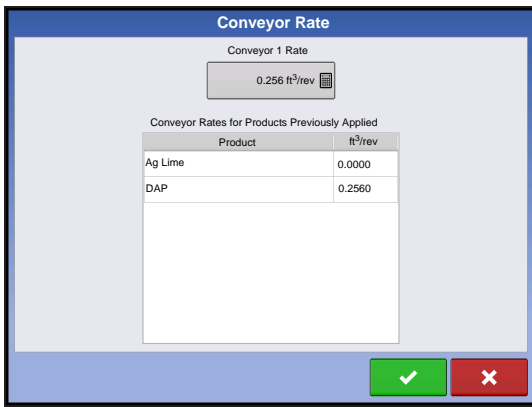 Conveyor Rate
Conveyor 1 Rate
0.256 ft³/rev
Conveyor Rates for Products Previously Applied
Product ft³/rev
Ag Lime 0.0000
DAP 0.2560